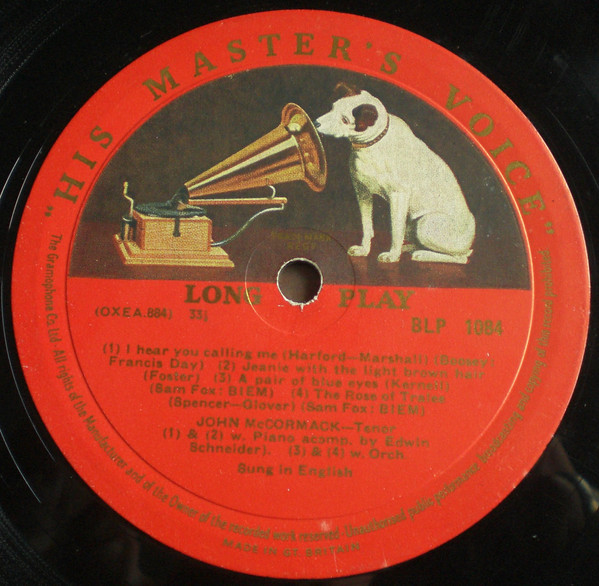 "HIS MASTER'S VOICE"
LONG PLAY
(OXEA.884) 33⅓
BLP 1084
(1) I hear you calling me (Harford—Marshall) (Boosey)
Francis Day) (2) Jeanie with the light brown hair
(Foster) (3) A pair of blue eyes (Kernell)
(Sam Fox: BIEM) (4) The Rose of Tralee
(Spencer—Glover) (Sam Fox: BIEM)
JOHN McCORMACK—Tenor
(1) & (2) w. Piano acomp. by Edwin
Schneider). (3) & (4) w. Orch
Sung in English
The Gramophone Co Ltd. All rights of the Manufacturer and of the Owner of the recorded work reserved. Unauthorised public performance broadcasting and copying of
MADE IN GT. BRITAIN.